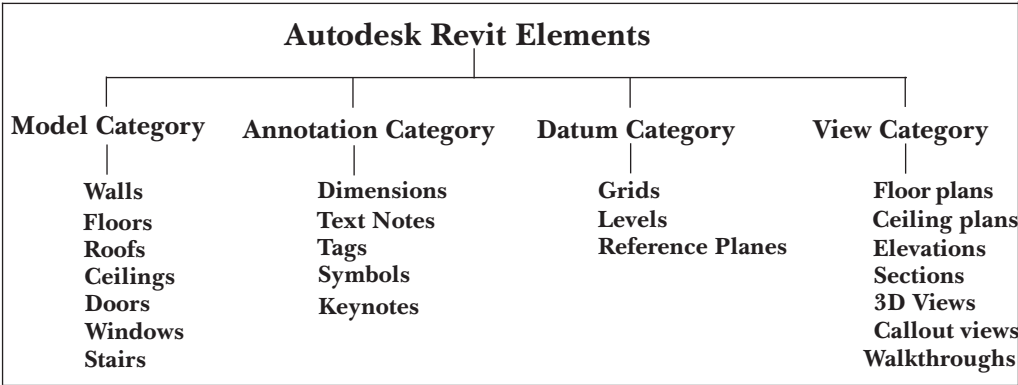 Autodesk Revit Elements
Model Category
Walls
Floors
Roofs
Ceilings
Doors
Windows
Stairs
Annotation Category
Dimensions
Text Notes
Tags
Symbols
Keynotes
Datum Category
Grids
Levels
Reference Planes
View Category
Floor plans
Ceiling plans
Elevations
Sections
3D Views
Callout views
Walkthroughs